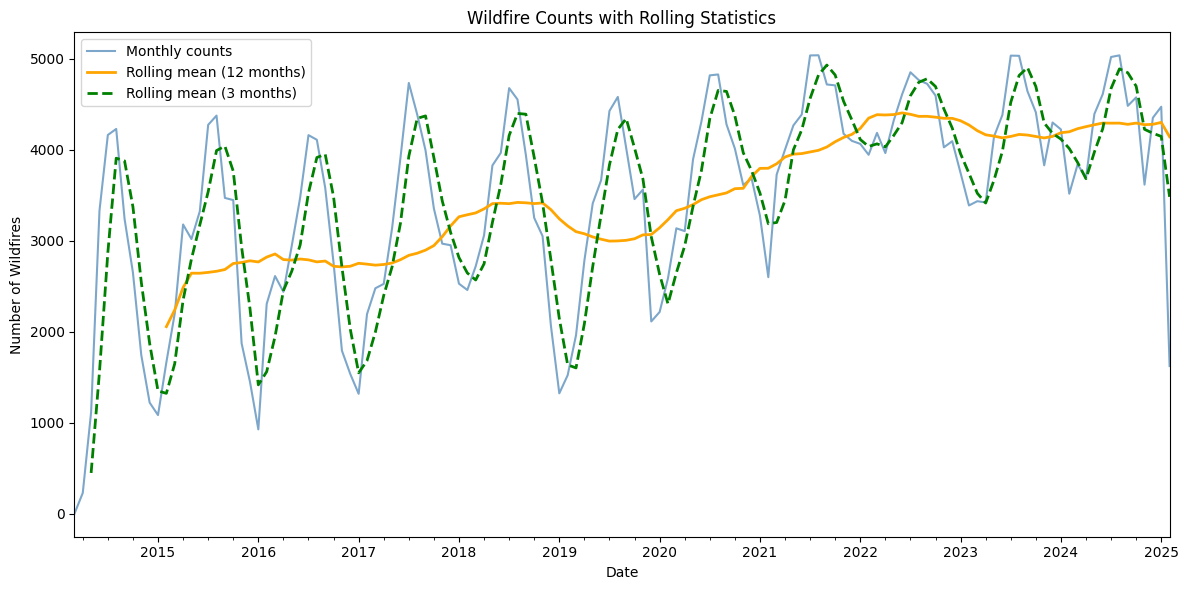 Wildfire Counts with Rolling Statistics
Monthly counts
Rolling mean (12 months)
Rolling mean (3 months)
Number of Wildfires
5000
4000
3000
2000
1000
0
2015 2016 2017 2018 2019 2020 2021 2022 2023 2024 2025
Date